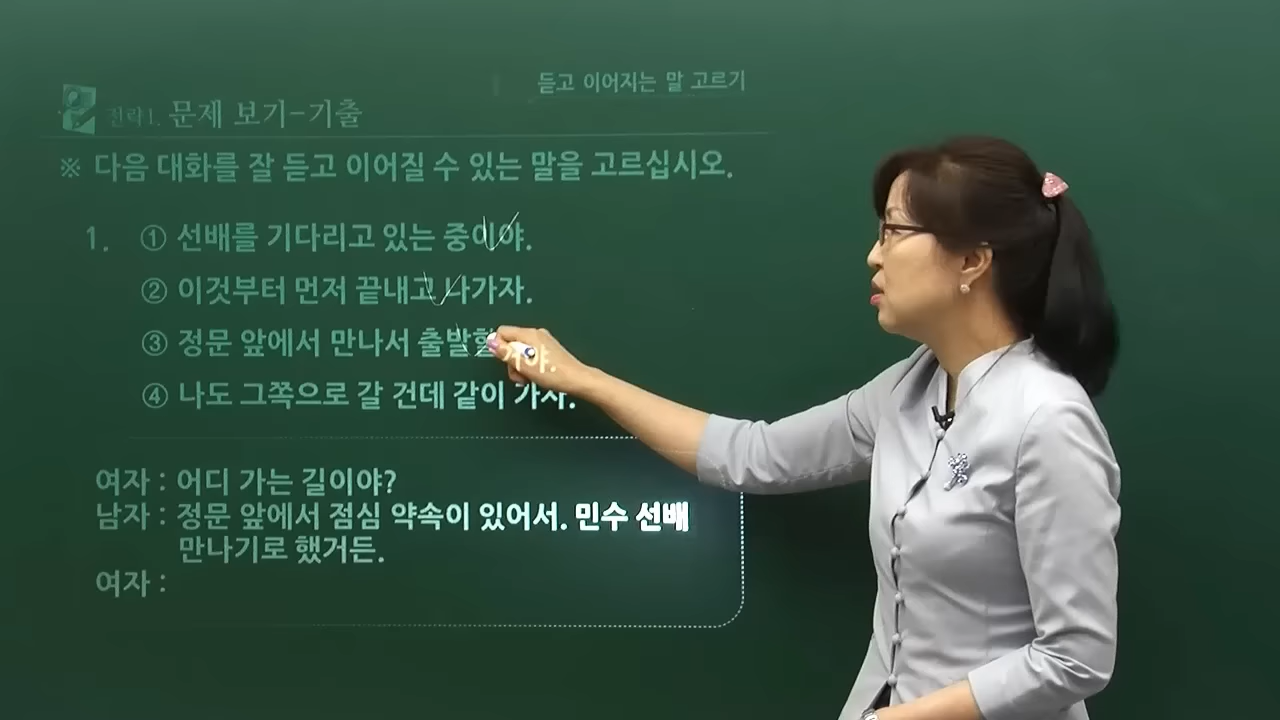 듣고 이어지는 말 고르기
전략1. 문제 보기-기출
※ 다음 대화를 잘 듣고 이어질 수 있는 말을 고르십시오.
1. ① 선배를 기다리고 있는 중이야.
② 이것부터 먼저 끝내고 나가자.
③ 정문 앞에서 만나서 출발할 거야.
④ 나도 그쪽으로 갈 건데 같이 가자.
여자 : 어디 가는 길이야?
남자 : 정문 앞에서 점심 약속이 있어서. 민수 선배
만나기로 했거든.
여자 :